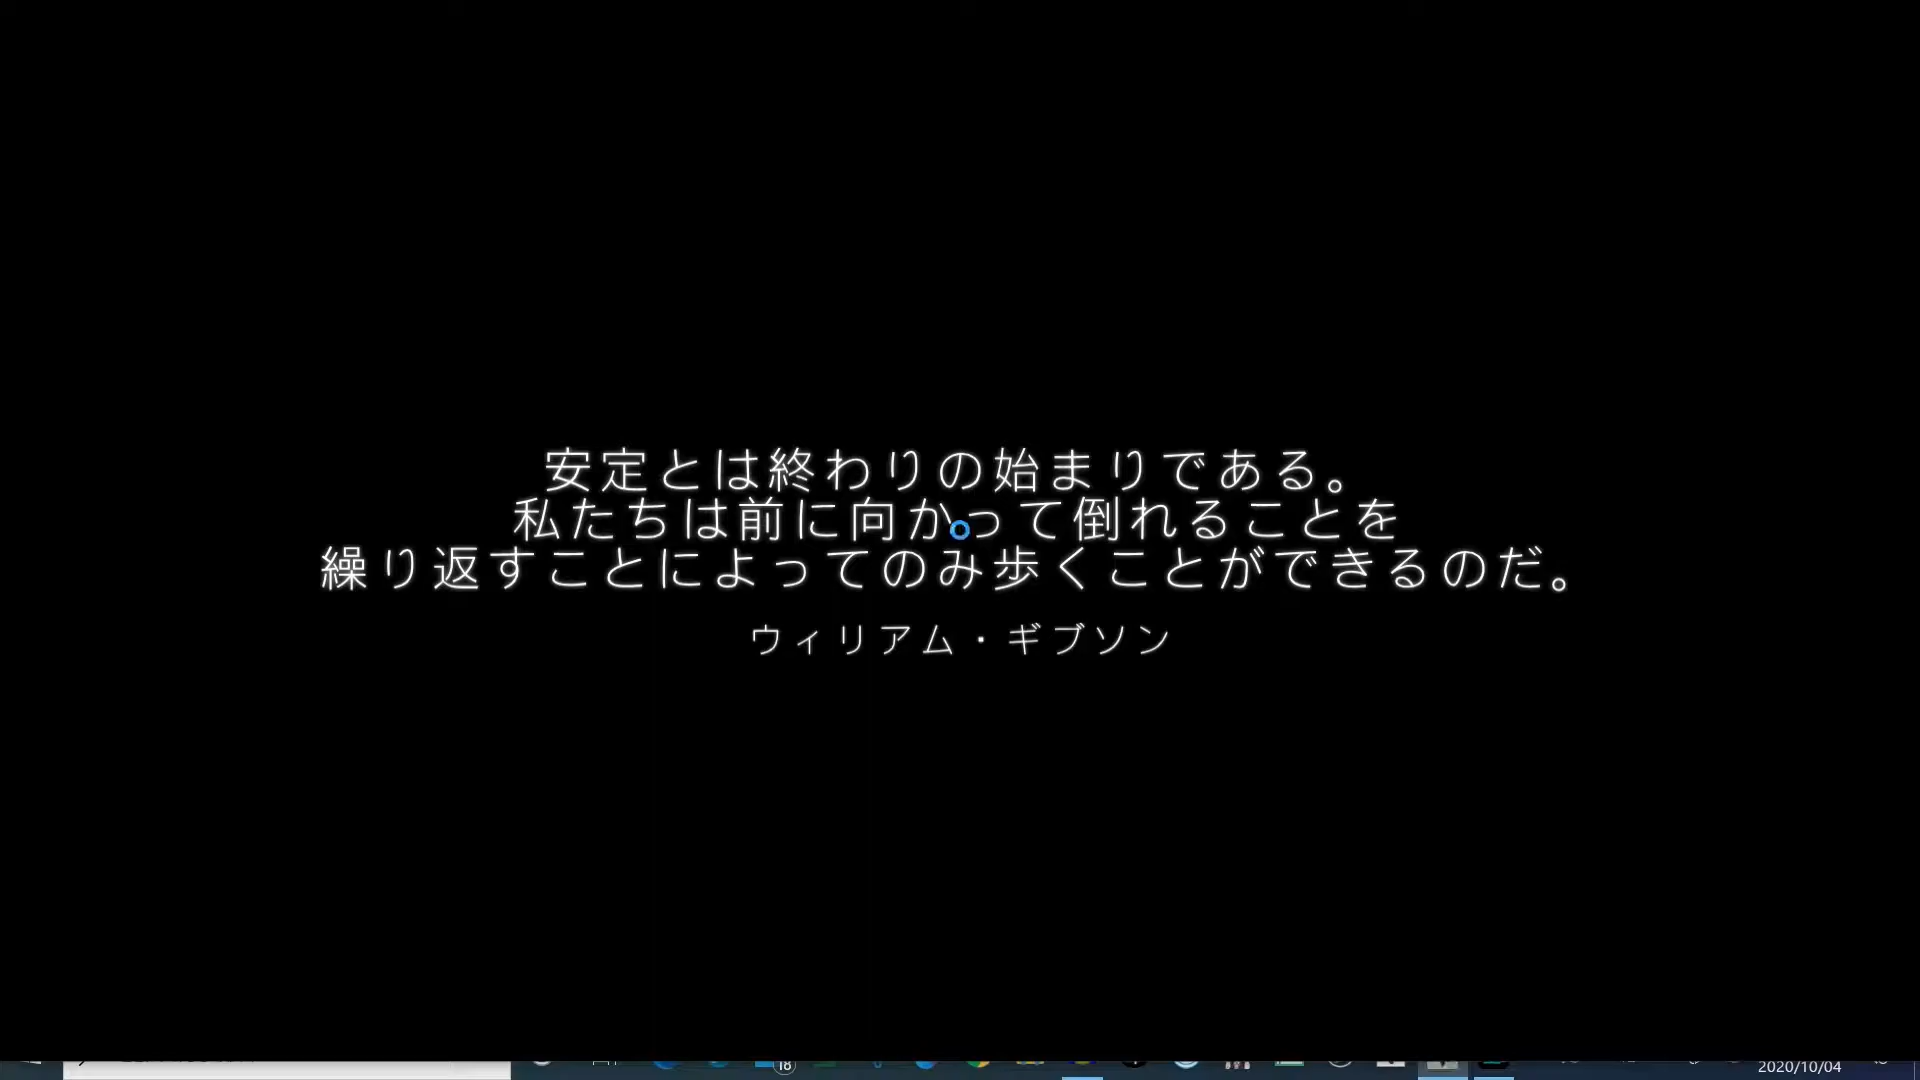 安定とは終わりの始まりである。
私たちは前に向かって倒れることを
繰り返すことによってのみ歩くことができるのだ。
ウィリアム・ギブソン
18
2020/10/04